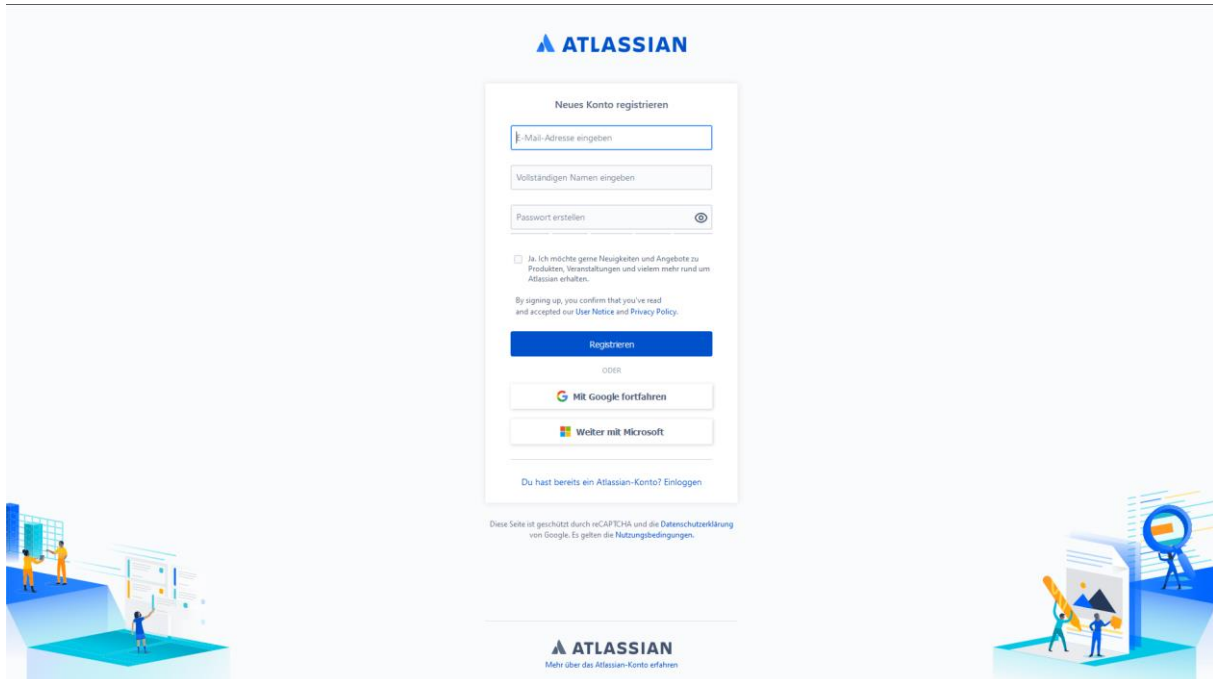 ATLASSIAN
Neues Konto registrieren
E-Mail-Adresse eingeben
Vollständigen Namen eingeben
Passwort erstellen
Ja. Ich möchte gerne Neuigkeiten und Angebote zu
Produkten, Veranstaltungen und vielem mehr rund um
Atlassian erhalten.
By signing up, you confirm that you've read
and accepted our User Notice and Privacy Policy.
Registrieren
ODER
Mit Google fortfahren
Weiter mit Microsoft
Du hast bereits ein Atlassian-Konto? Einloggen
Diese Seite ist geschützt durch reCAPTCHA und die Datenschutzerklärung
von Google. Es gelten die Nutzungsbedingungen.
ATLASSIAN
Mehr über das Atlassian-Konto erfahren